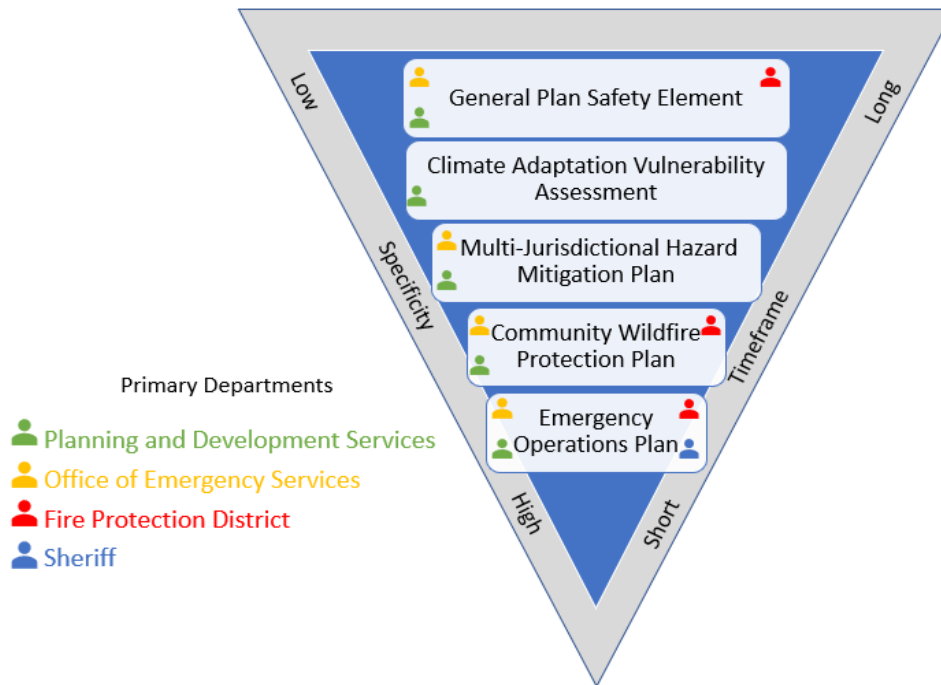 Low
Long
General Plan Safety Element
Climate Adaptation Vulnerability
Assessment
Multi-Jurisdictional Hazard
Mitigation Plan
Specificity
Timeframe
Community Wildfire
Protection Plan
Emergency
Operations Plan
High
Short
Primary Departments
Planning and Development Services
Office of Emergency Services
Fire Protection District
Sheriff